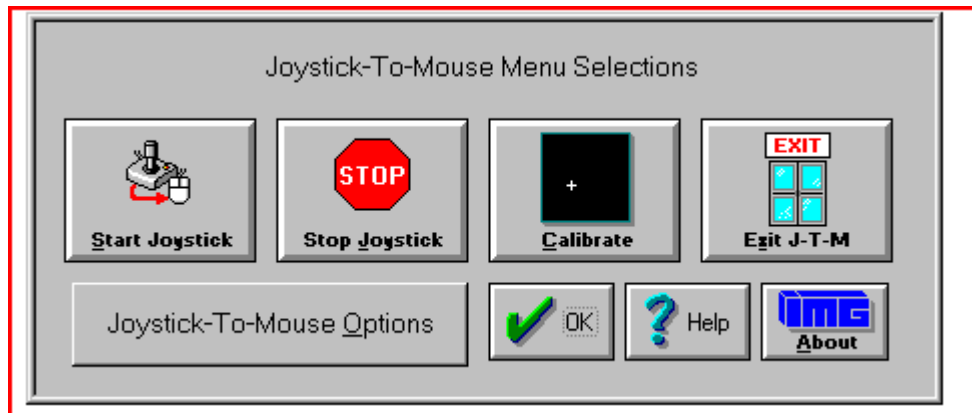 Joystick-To-Mouse Menu Selections
Start Joystick
STOP
Stop Joystick
Calibrate
EXIT
Exit J-T-M
Joystick-To-Mouse Options
OK
? Help
IMG
About